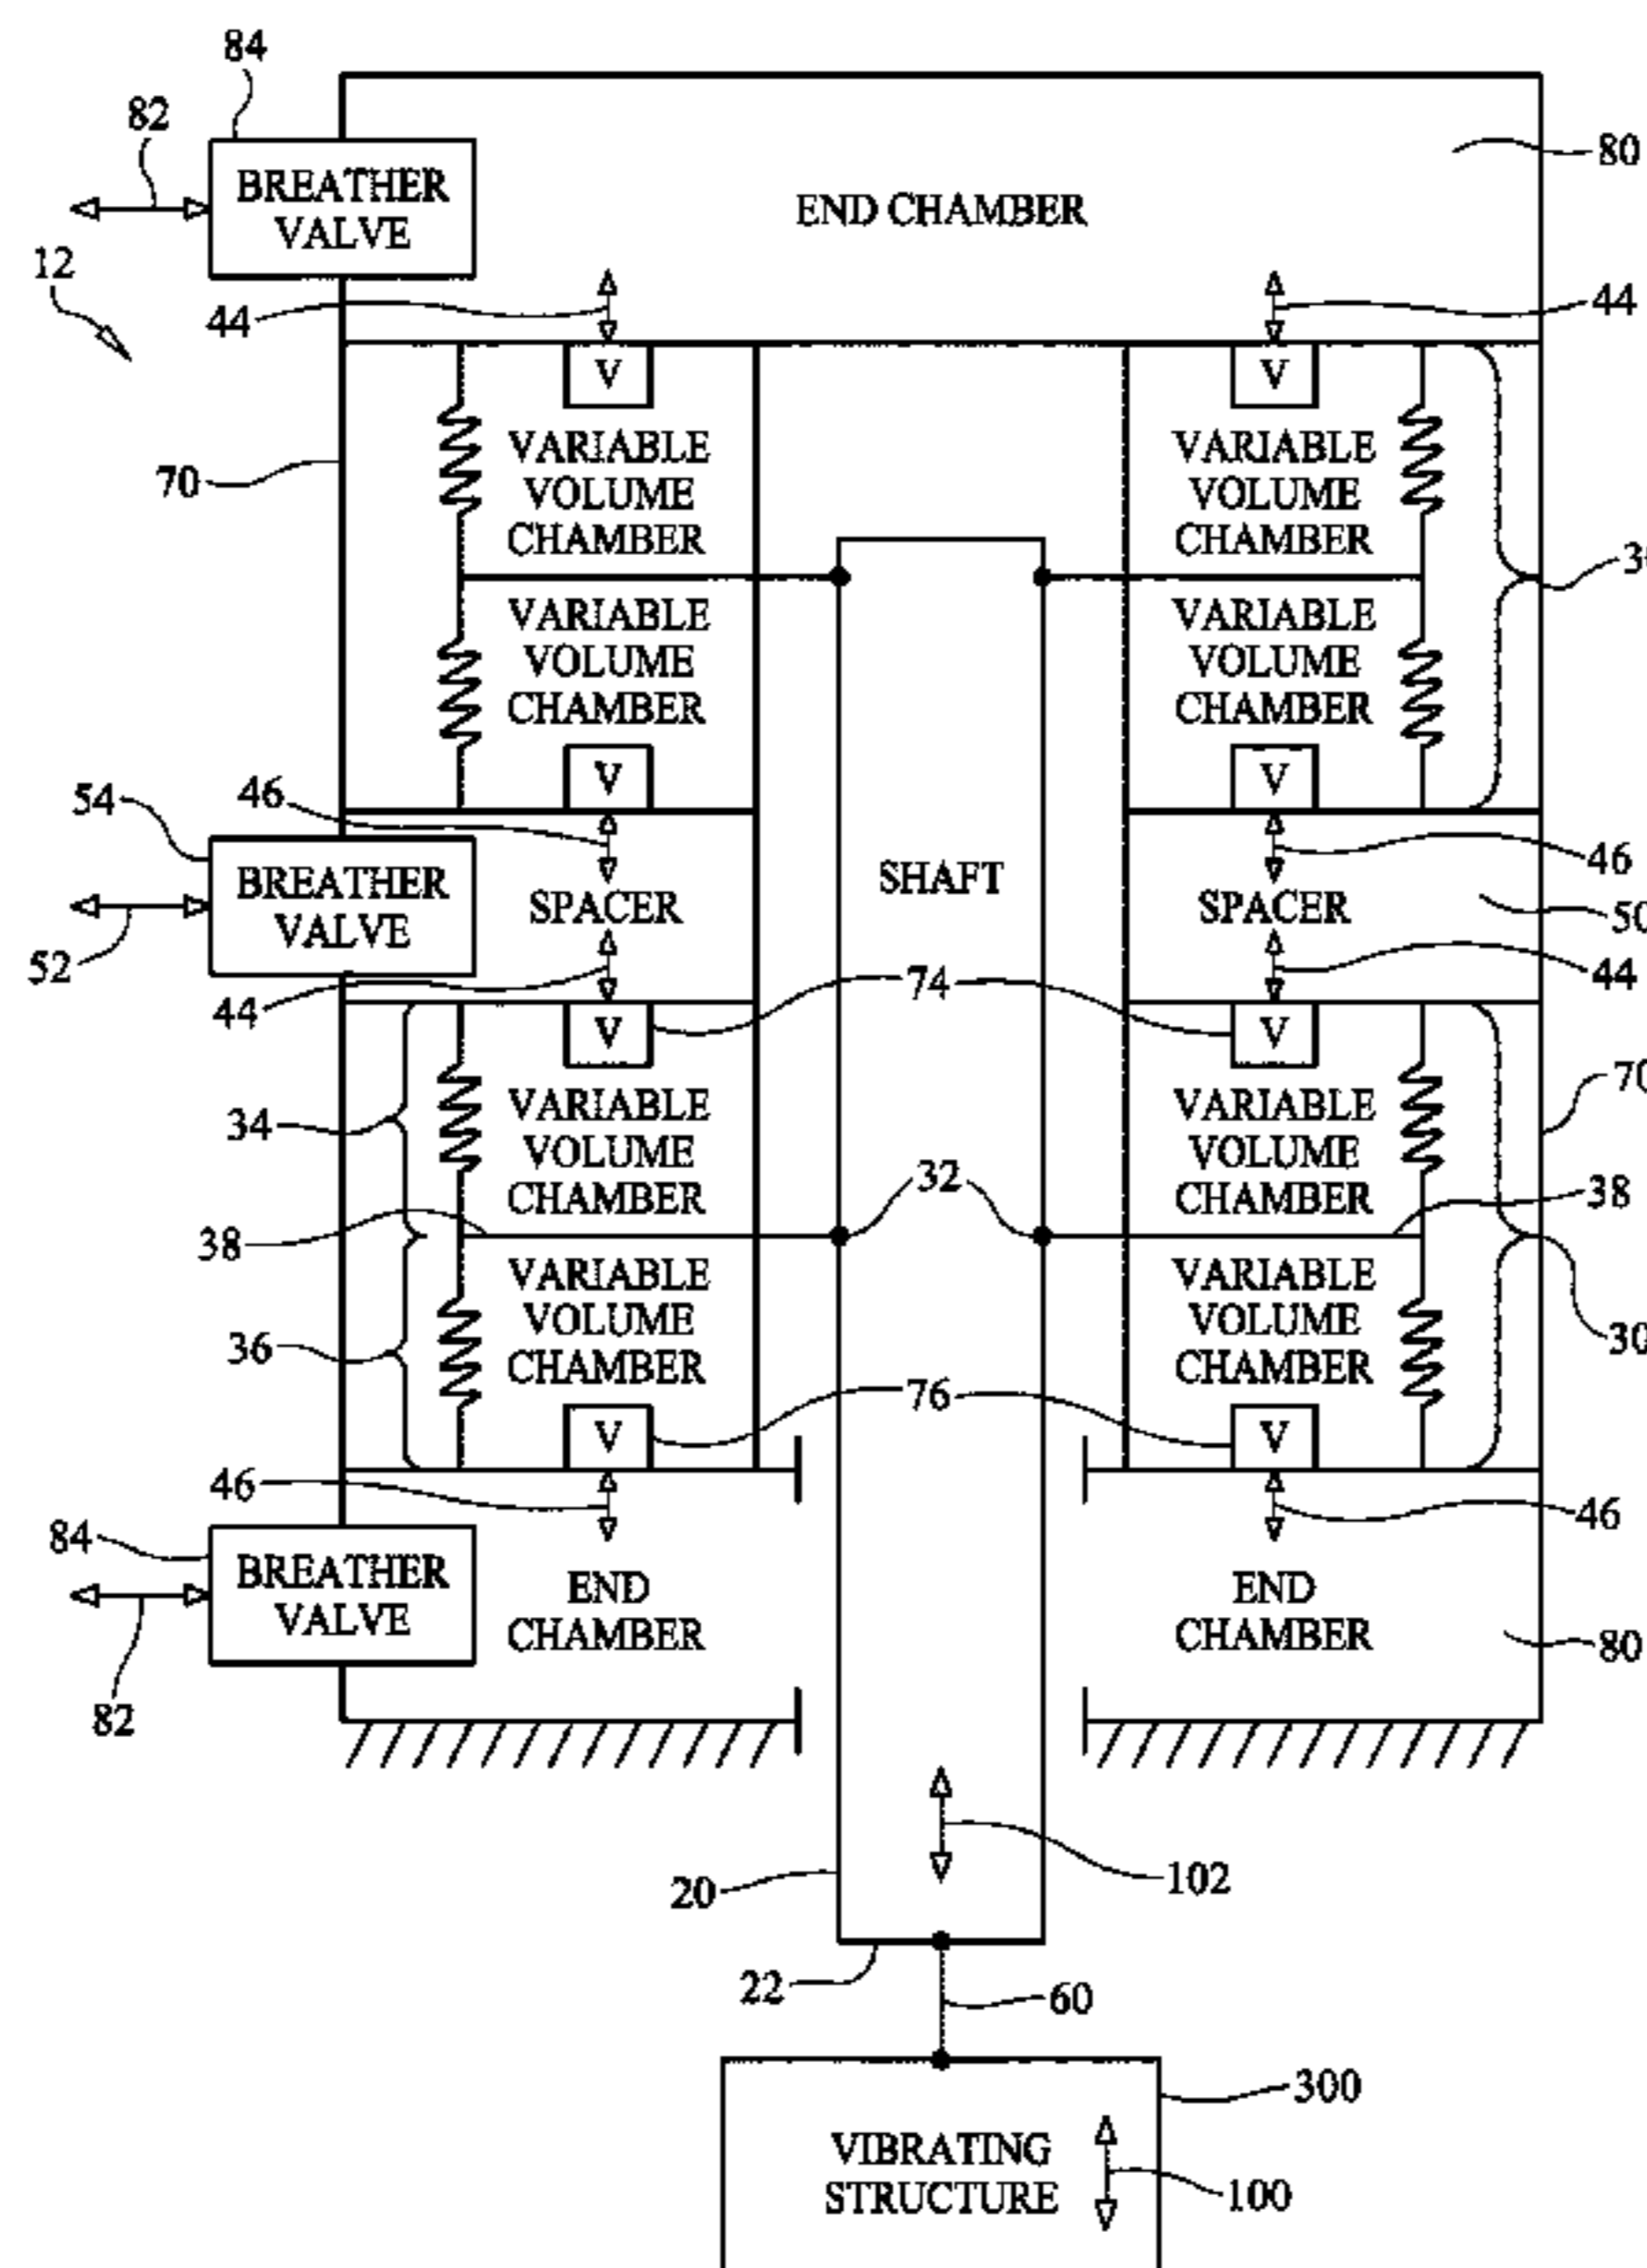 84
82
BREATHER
VALVE
80
END CHAMBER
12
44
44
V
V
70
VARIABLE
VOLUME
CHAMBER
VARIABLE
VOLUME
CHAMBER
VARIABLE
VOLUME
CHAMBER
VARIABLE
VOLUME
CHAMBER
V
V
54
46
BREATHER
VALVE
SPACER
SHAFT
SPACER
46
50
52
44
74
44
V
V
70
34
VARIABLE
VOLUME
CHAMBER
32
VARIABLE
VOLUME
CHAMBER
38
38
36
VARIABLE
VOLUME
CHAMBER
VARIABLE
VOLUME
CHAMBER
30
76
V
V
46
46
84
BREATHER
VALVE
END
CHAMBER
END
CHAMBER
80
82
20
102
22
60
300
VIBRATING
STRUCTURE
100